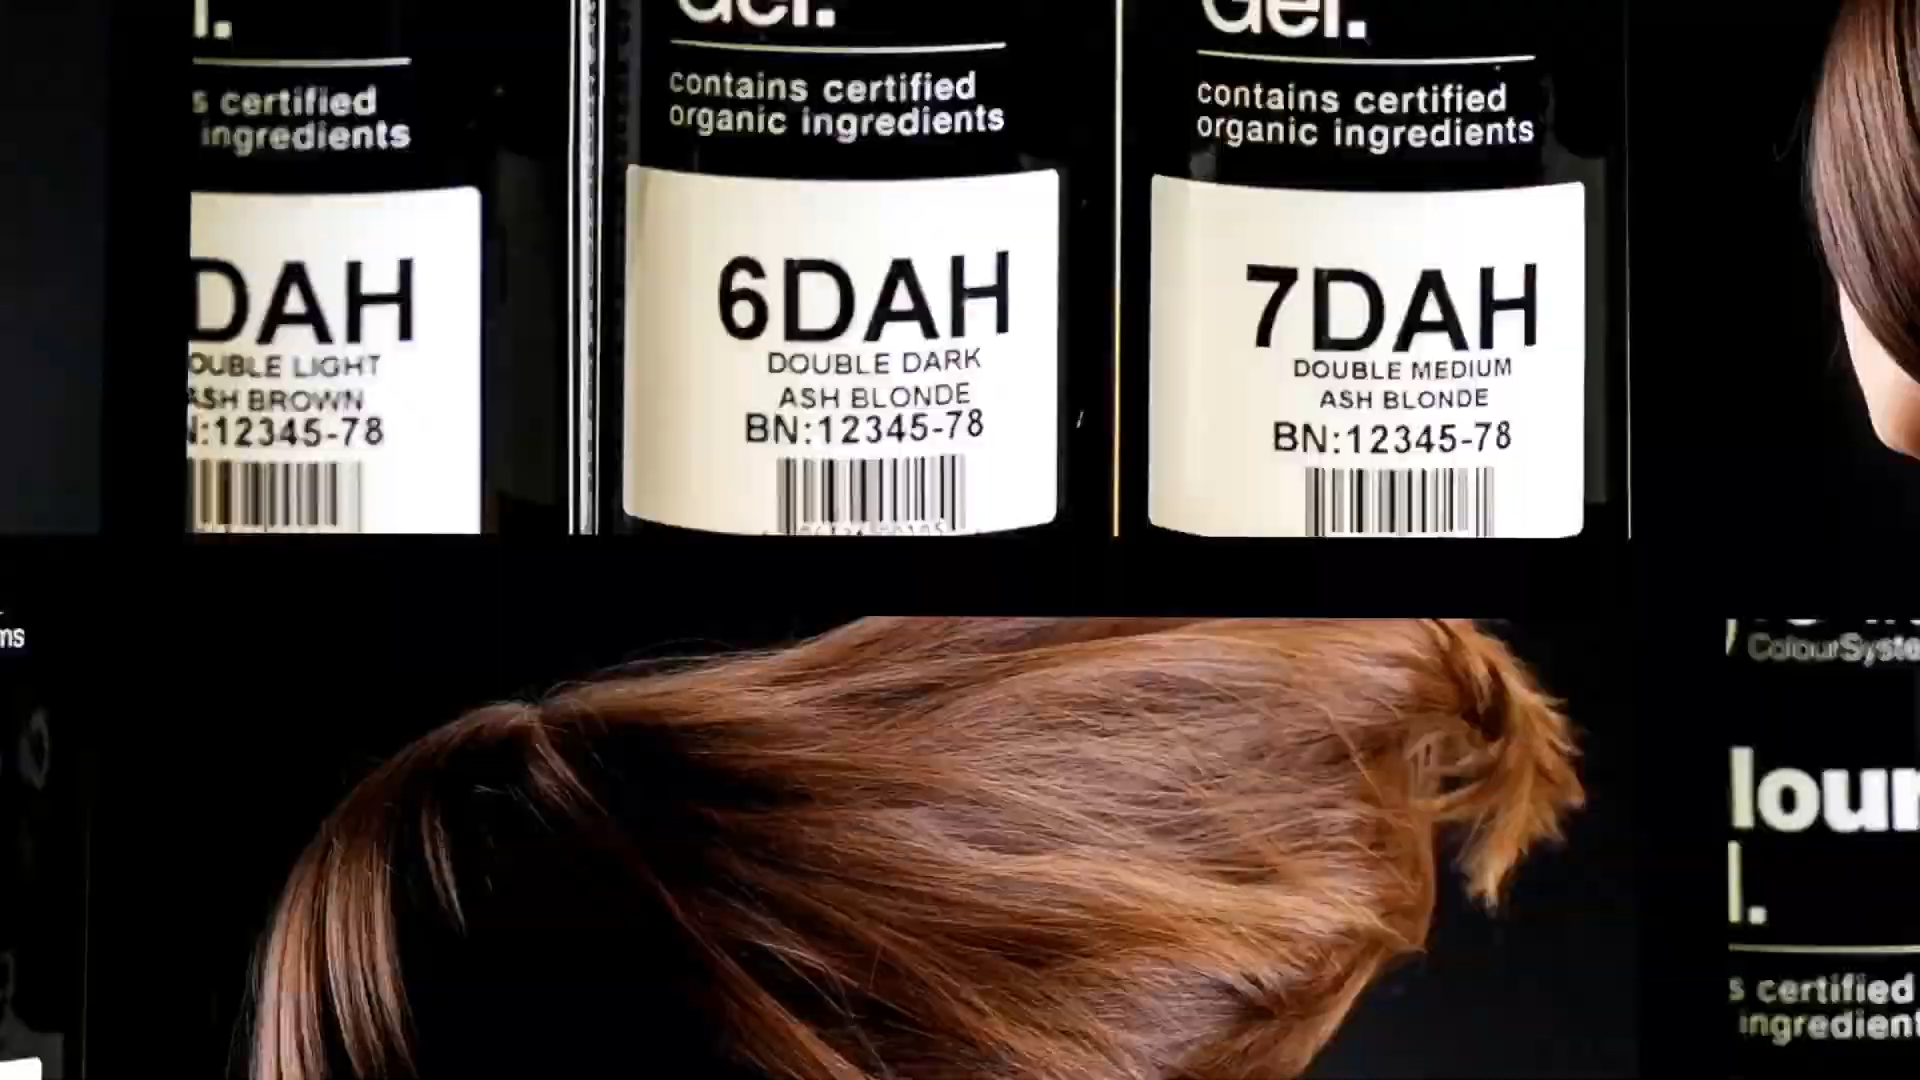 l.
s certified
ingredients
DAH
OUBLE LIGHT
ASH BROWN
:12345-78
Gel.
contains certified
organic ingredients
6DAH
DOUBLE DARK
ASH BLONDE
BN:12345-78
Gel.
contains certified
organic ingredients
7DAH
DOUBLE MEDIUM
ASH BLONDE
BN:12345-78
ms
ColourSyste
lour
l.
s certified
ingredient